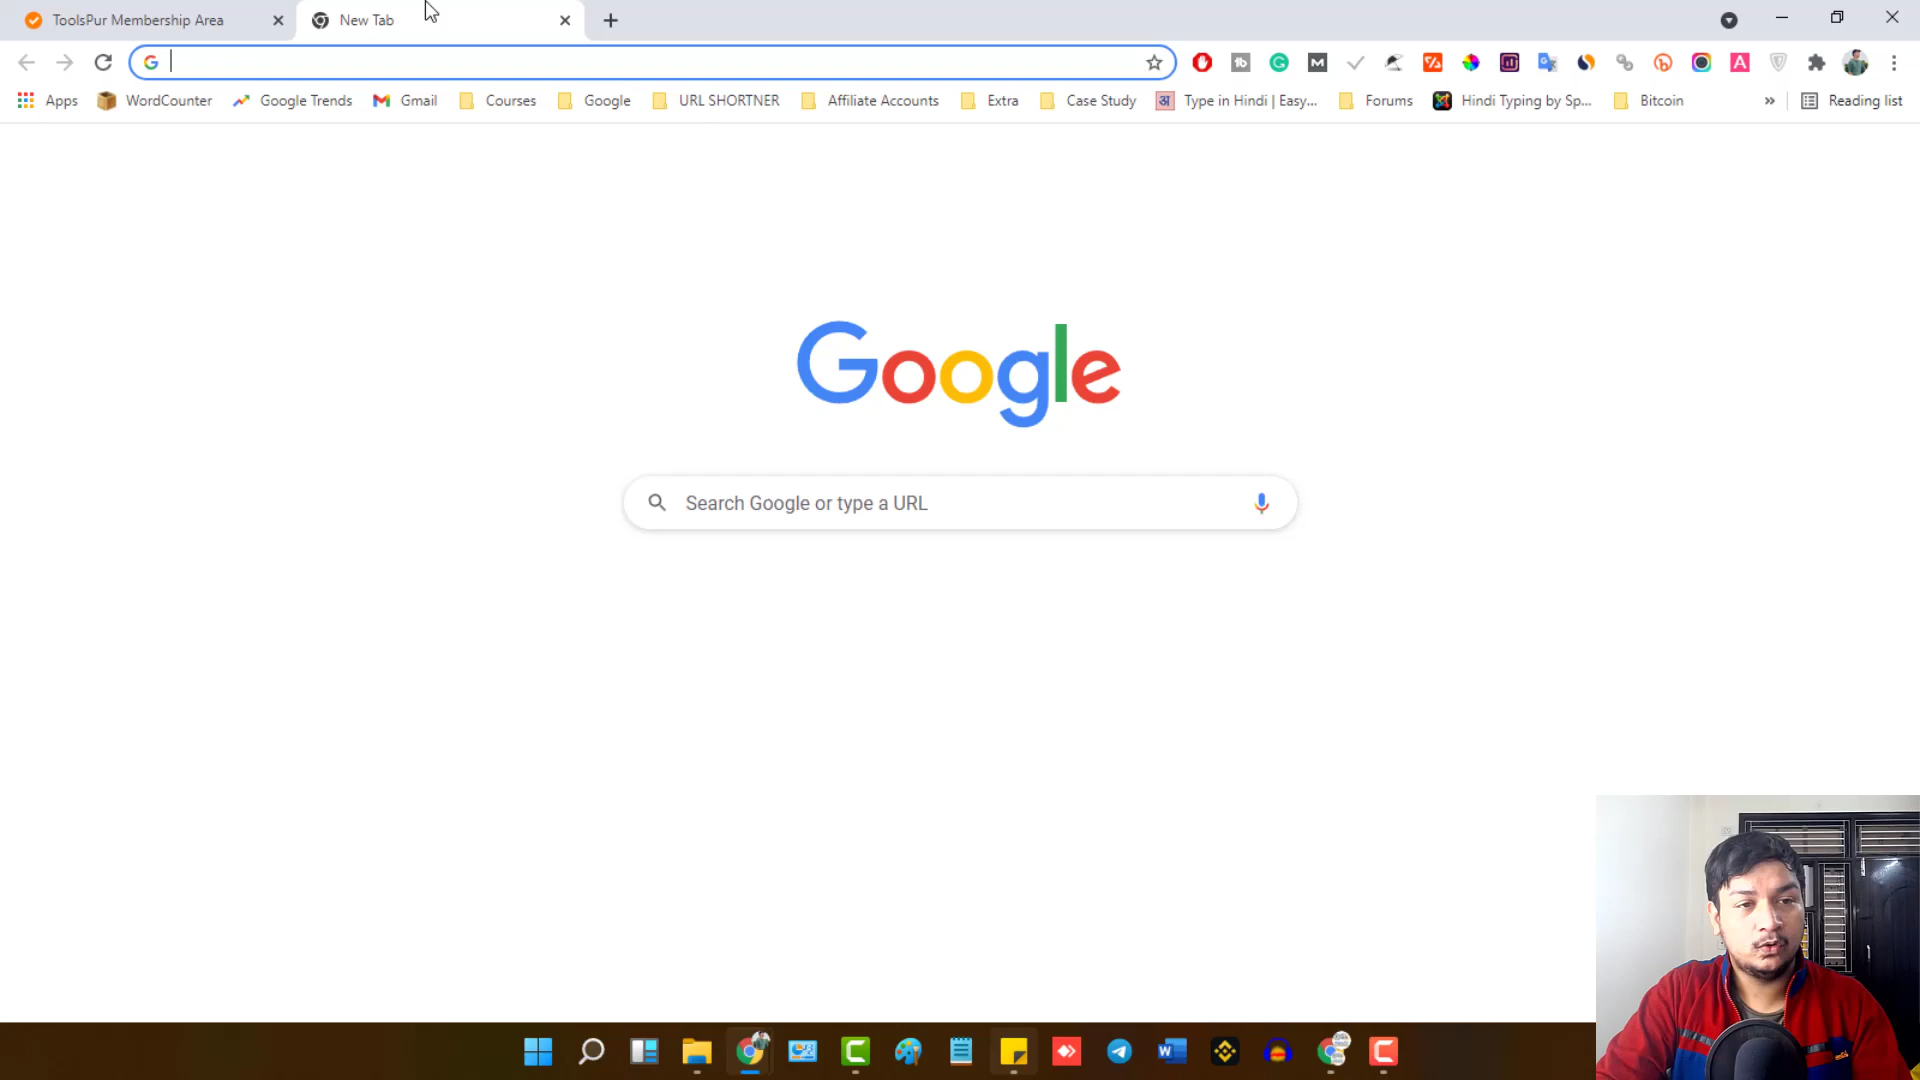 ToolsPur Membership Area
New Tab
Apps WordCounter Google Trends Gmail Courses Google URL SHORTNER Affiliate Accounts Extra Case Study Type in Hindi | Easy... Forums Hindi Typing by Sp... Bitcoin » Reading list
Google
Search Google or type a URL